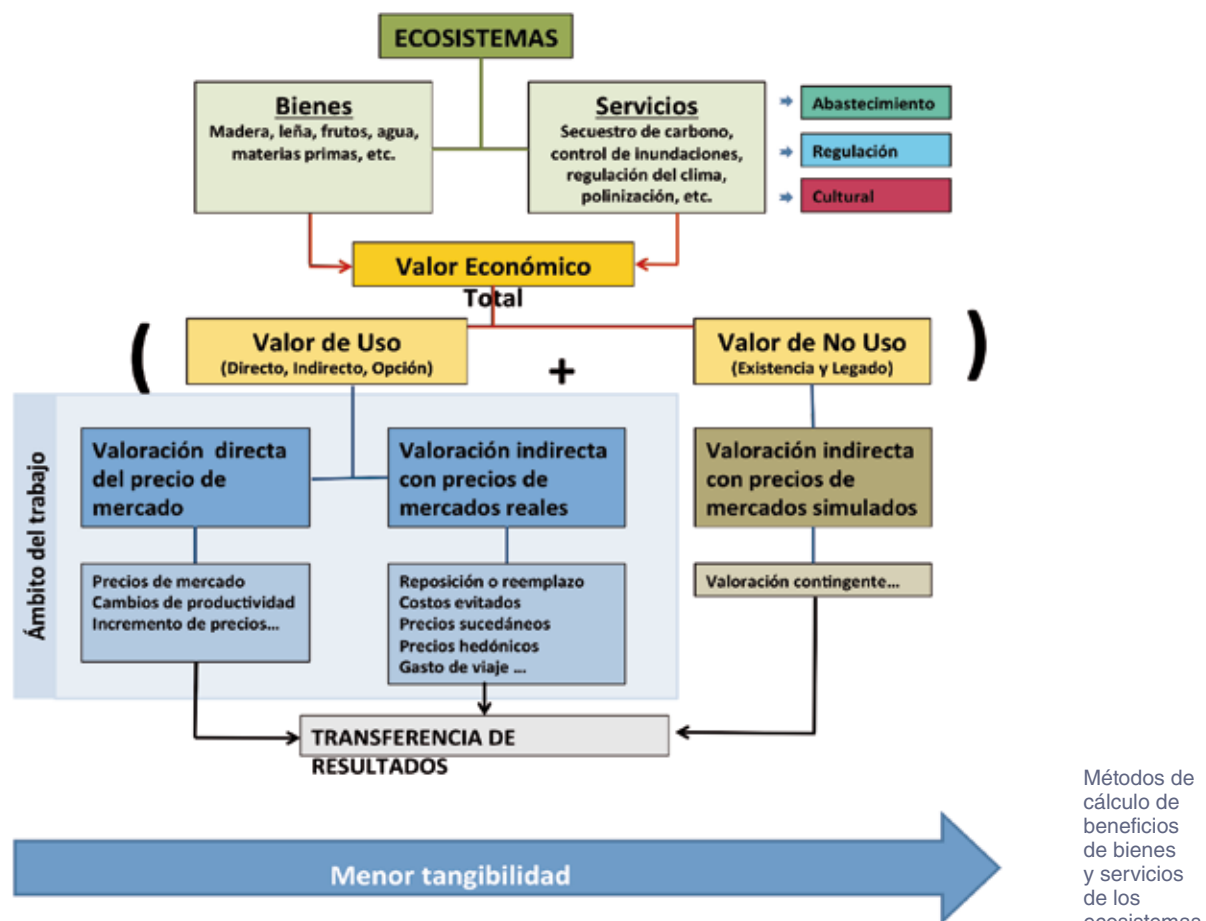 ECOSISTEMAS
Bienes
Madera, leña, frutos, agua,
materias primas, etc.
Servicios
Secuestro de carbono,
control de inundaciones,
regulación del clima,
polinización, etc.
Abastecimiento
Regulación
Cultural
Valor Económico
Total
(
Valor de Uso
(Directo, Indirecto, Opción)
+
Valor de No Uso
(Existencia y Legado)
)
Ámbito del trabajo
Valoración directa
del precio de
mercado
Valoración indirecta
con precios de
mercados reales
Valoración indirecta
con precios de
mercados simulados
Precios de mercado
Cambios de productividad
Incremento de precios...
Reposición o reemplazo
Costos evitados
Precios sucedáneos
Precios hedónicos
Gasto de viaje ...
Valoración contingente...
TRANSFERENCIA DE
RESULTADOS
Menor tangibilidad
Métodos de
cálculo de
beneficios
de bienes
y servicios
de los
ecosistemas